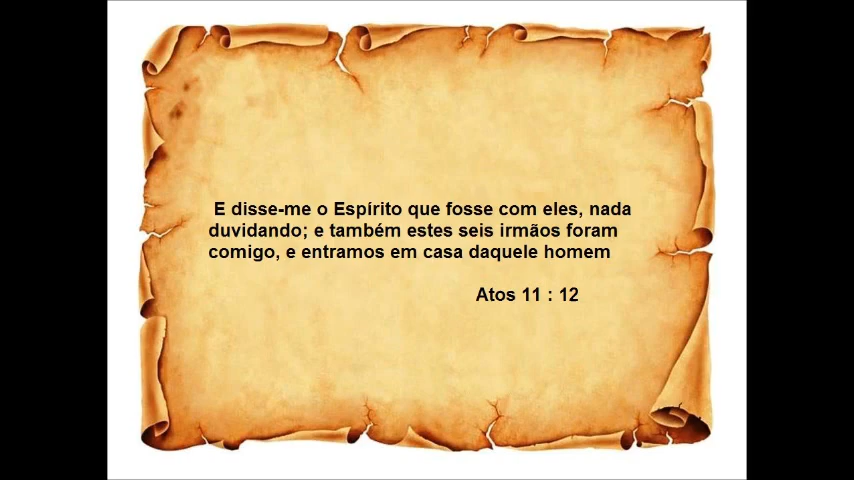 E disse-me o Espírito que fosse com eles, nada
duvidando; e também estes seis irmãos foram
comigo, e entramos em casa daquele homem
Atos 11 : 12